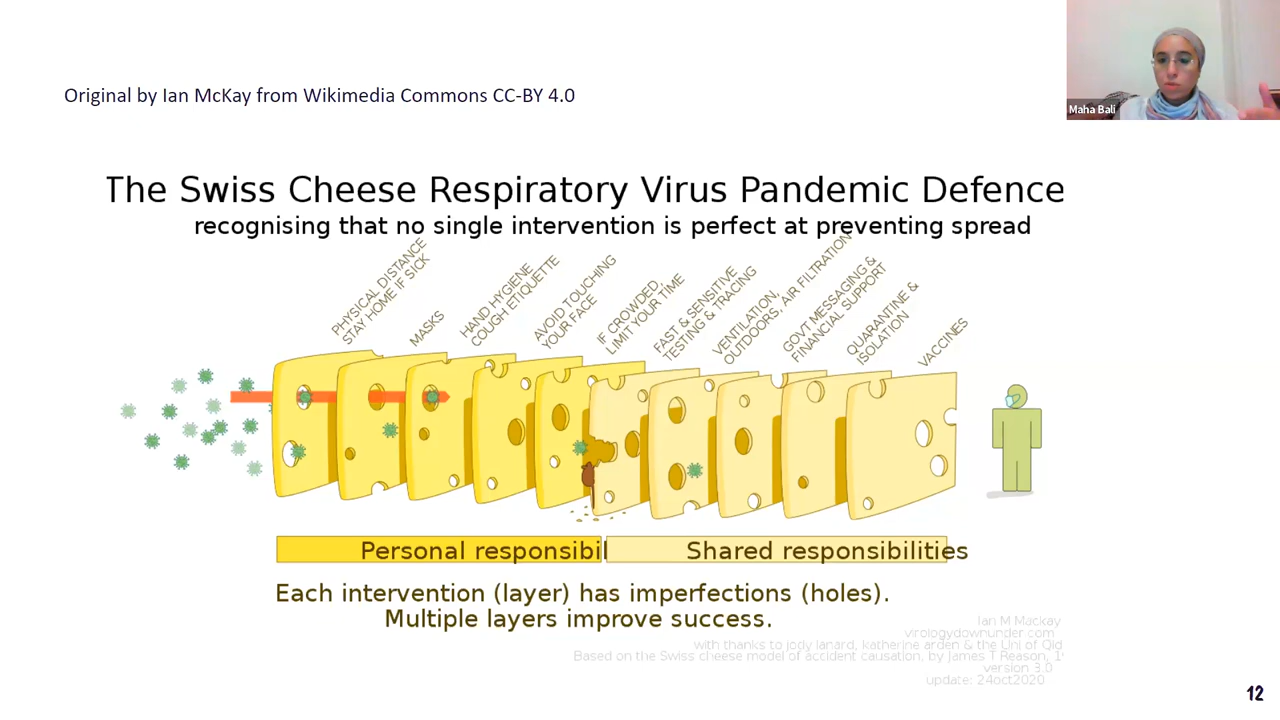 Maha Bali
Original by Ian McKay from Wikimedia Commons CC-BY 4.0
The Swiss Cheese Respiratory Virus Pandemic Defence
recognising that no single intervention is perfect at preventing spread
PHYSICAL DISTANCE
STAY HOME IF SICK
MASKS
HAND HYGIENE
COUGH ETIQUETTE
AVOID TOUCHING
YOUR FACE
IF CROWDED,
LIMIT YOUR TIME
FAST & SENSITIVE
TESTING & TRACING
VENTILATION,
OUTDOORS, AIR FILTRATION
GOVT MESSAGING &
FINANCIAL SUPPORT
QUARANTINE &
ISOLATION
VACCINES
Personal responsibil
Shared responsibilities
Each intervention (layer) has imperfections (holes).
Multiple layers improve success.
Ian M Mackay
virologydownunder.com
with thanks to jody lanard, katherine arden & the Uni of Qld
Based on the Swiss cheese model of accident causation, by James T Reason, 1
version 3.0
update: 24oct2020
12